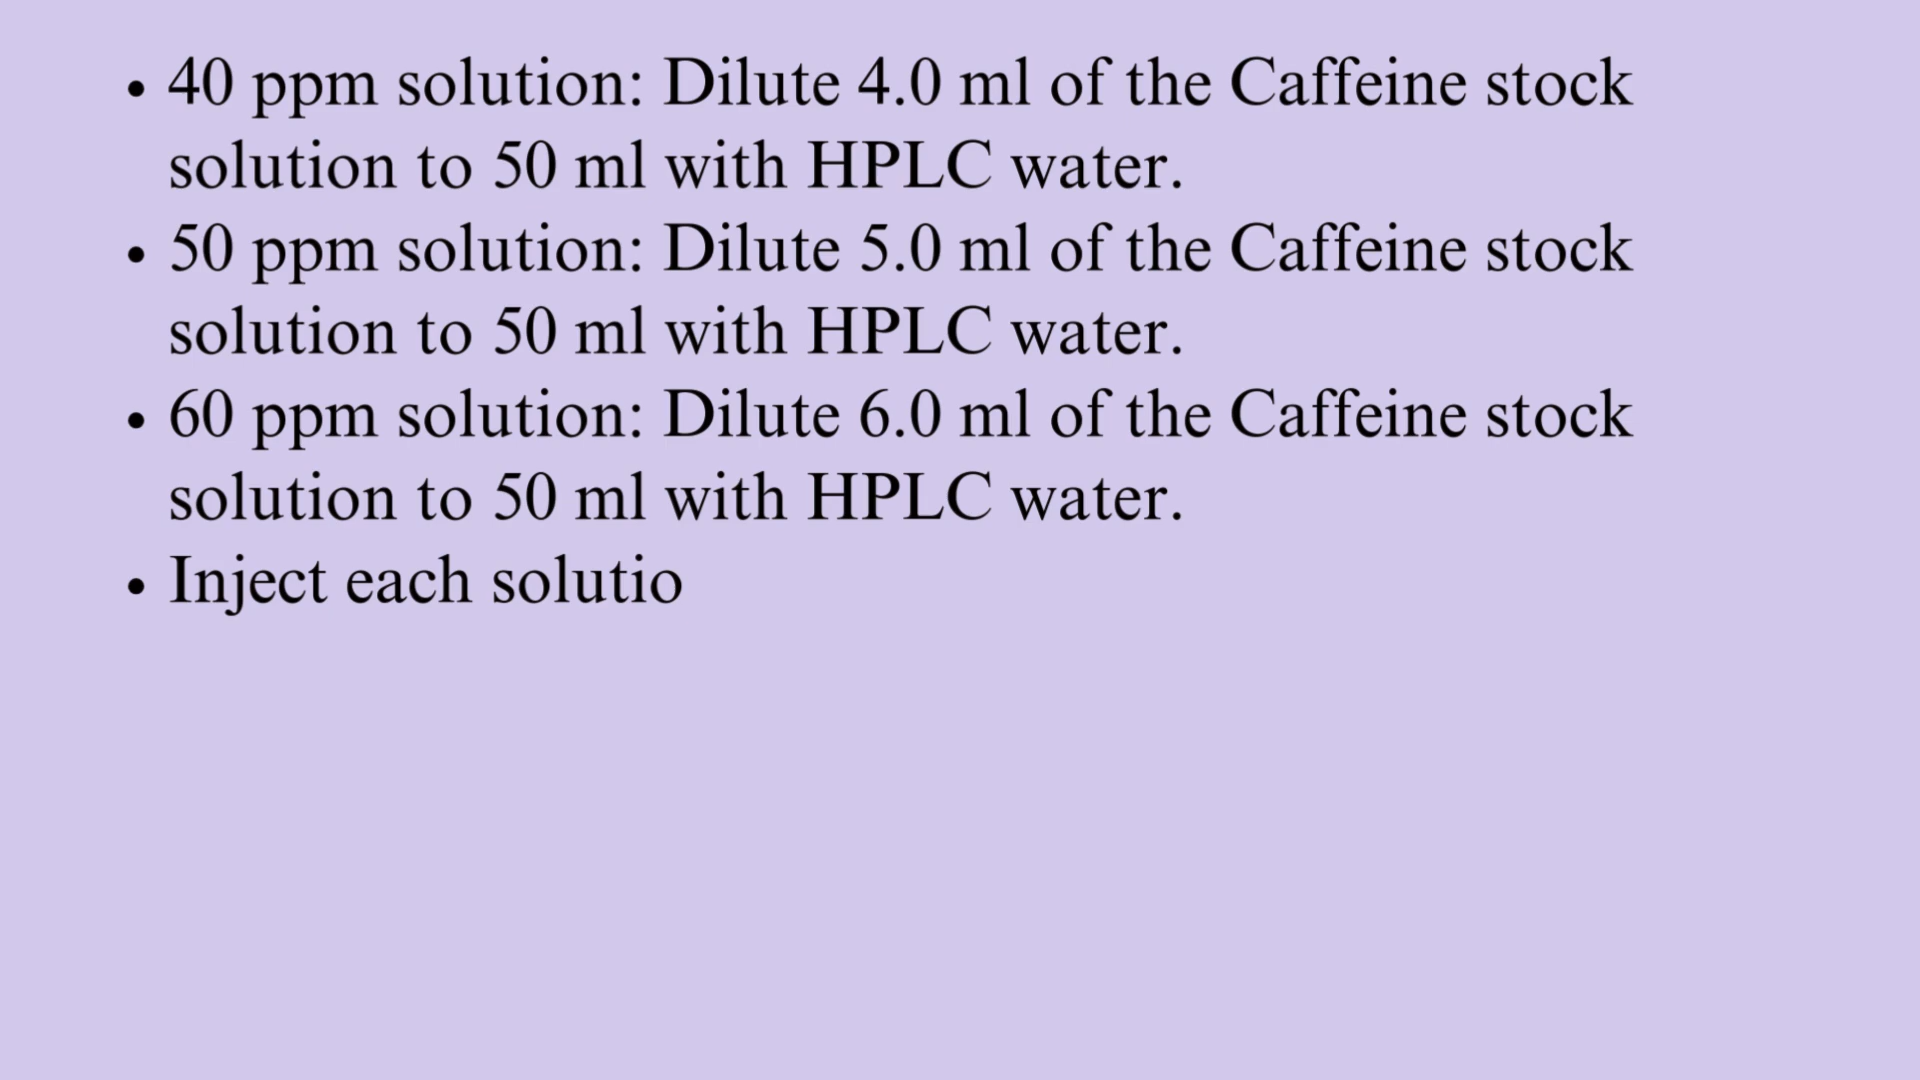 • 40 ppm solution: Dilute 4.0 ml of the Caffeine stock
solution to 50 ml with HPLC water.
• 50 ppm solution: Dilute 5.0 ml of the Caffeine stock
solution to 50 ml with HPLC water.
• 60 ppm solution: Dilute 6.0 ml of the Caffeine stock
solution to 50 ml with HPLC water.
• Inject each solutio